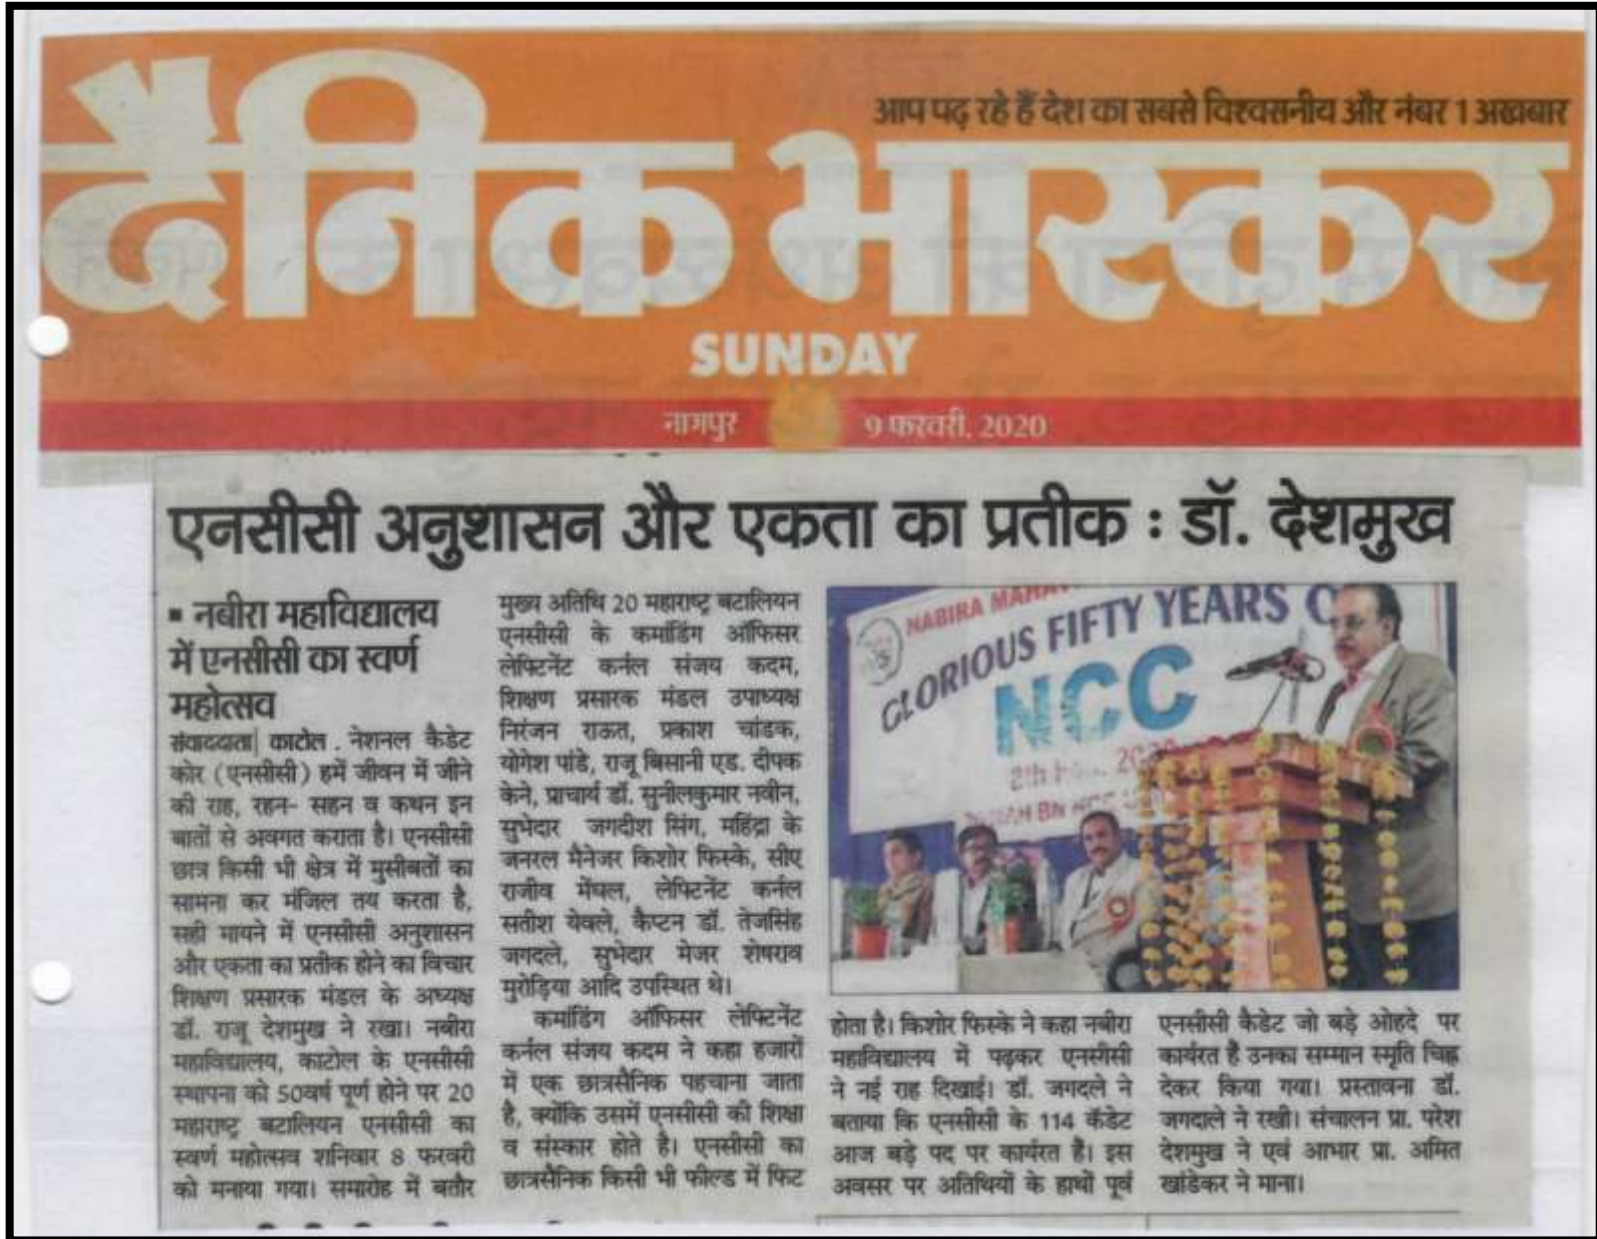 आप पढ़ रहे हैं देश का सबसे विश्वसनीय और नंबर 1 अखबार
दैनिक भास्कर
SUNDAY
नागपुर 9 फरवरी, 2020
एनसीसी अनुशासन और एकता का प्रतीक : डॉ. देशमुख
▪ नबीरा महाविद्यालय
में एनसीसी का स्वर्ण
महोत्सव
संवाददाता| काटोल . नेशनल कैडेट
कोर (एनसीसी) हमें जीवन में जीने
की राह, रहन- सहन व कथन इन
बातों से अवगत कराता है। एनसीसी
छात्र किसी भी क्षेत्र में मुसीबतों का
सामना कर मंजिल तय करता है,
सही मायने में एनसीसी अनुशासन
और एकता का प्रतीक होने का विचार
शिक्षण प्रसारक मंडल के अध्यक्ष
डॉ. राजू देशमुख ने रखा। नबीरा
महाविद्यालय, काटोल के एनसीसी
स्थापना को 50वर्ष पूर्ण होने पर 20
महाराष्ट्र बटालियन एनसीसी का
स्वर्ण महोत्सव शनिवार 8 फरवरी
को मनाया गया। समारोह में बतौर
मुख्य अतिथि 20 महाराष्ट्र बटालियन
एनसीसी के कमांडिंग ऑफिसर
लेफ्टिनेंट कर्नल संजय कदम,
शिक्षण प्रसारक मंडल उपाध्यक्ष
निरंजन राऊत, प्रकाश चांडक,
योगेश पांडे, राजू बिसानी एड. दीपक
केने, प्राचार्य डॉ. सुनीलकुमार नवीन,
सुभेदार जगदीश सिंग, महिंद्रा के
जनरल मैनेजर किशोर फिस्के, सीए
राजीव मेंघल, लेफ्टिनेंट कर्नल
सतीश येवले, कैप्टन डॉ. तेजसिंह
जगदले, सुभेदार मेजर शेषराव
मुरोड़िया आदि उपस्थित थे।
कमांडिंग ऑफिसर लेफ्टिनेंट
कर्नल संजय कदम ने कहा हजारों
में एक छात्रसैनिक पहचाना जाता
है, क्योंकि उसमें एनसीसी की शिक्षा
व संस्कार होते है। एनसीसी का
छात्रसैनिक किसी भी फील्ड में फिट
NABIRA
GLORIOUS FIFTY YEARS
NCC
8th
होता है। किशोर फिस्के ने कहा नबीरा
महाविद्यालय में पढ़कर एनसीसी
ने नई राह दिखाई। डॉ. जगदले ने
बताया कि एनसीसी के 114 कॅडेट
आज बड़े पद पर कार्यरत है। इस
अवसर पर अतिथियों के हाथों पूर्व
एनसीसी कैडेट जो बड़े ओहदे पर
कार्यरत हैं उनका सम्मान स्मृति चिह्न
देकर किया गया। प्रस्तावना डॉ.
जगदाले ने रखी। संचालन प्रा. परेश
देशमुख ने एवं आभार प्रा. अमित
खांडेकर ने माना।